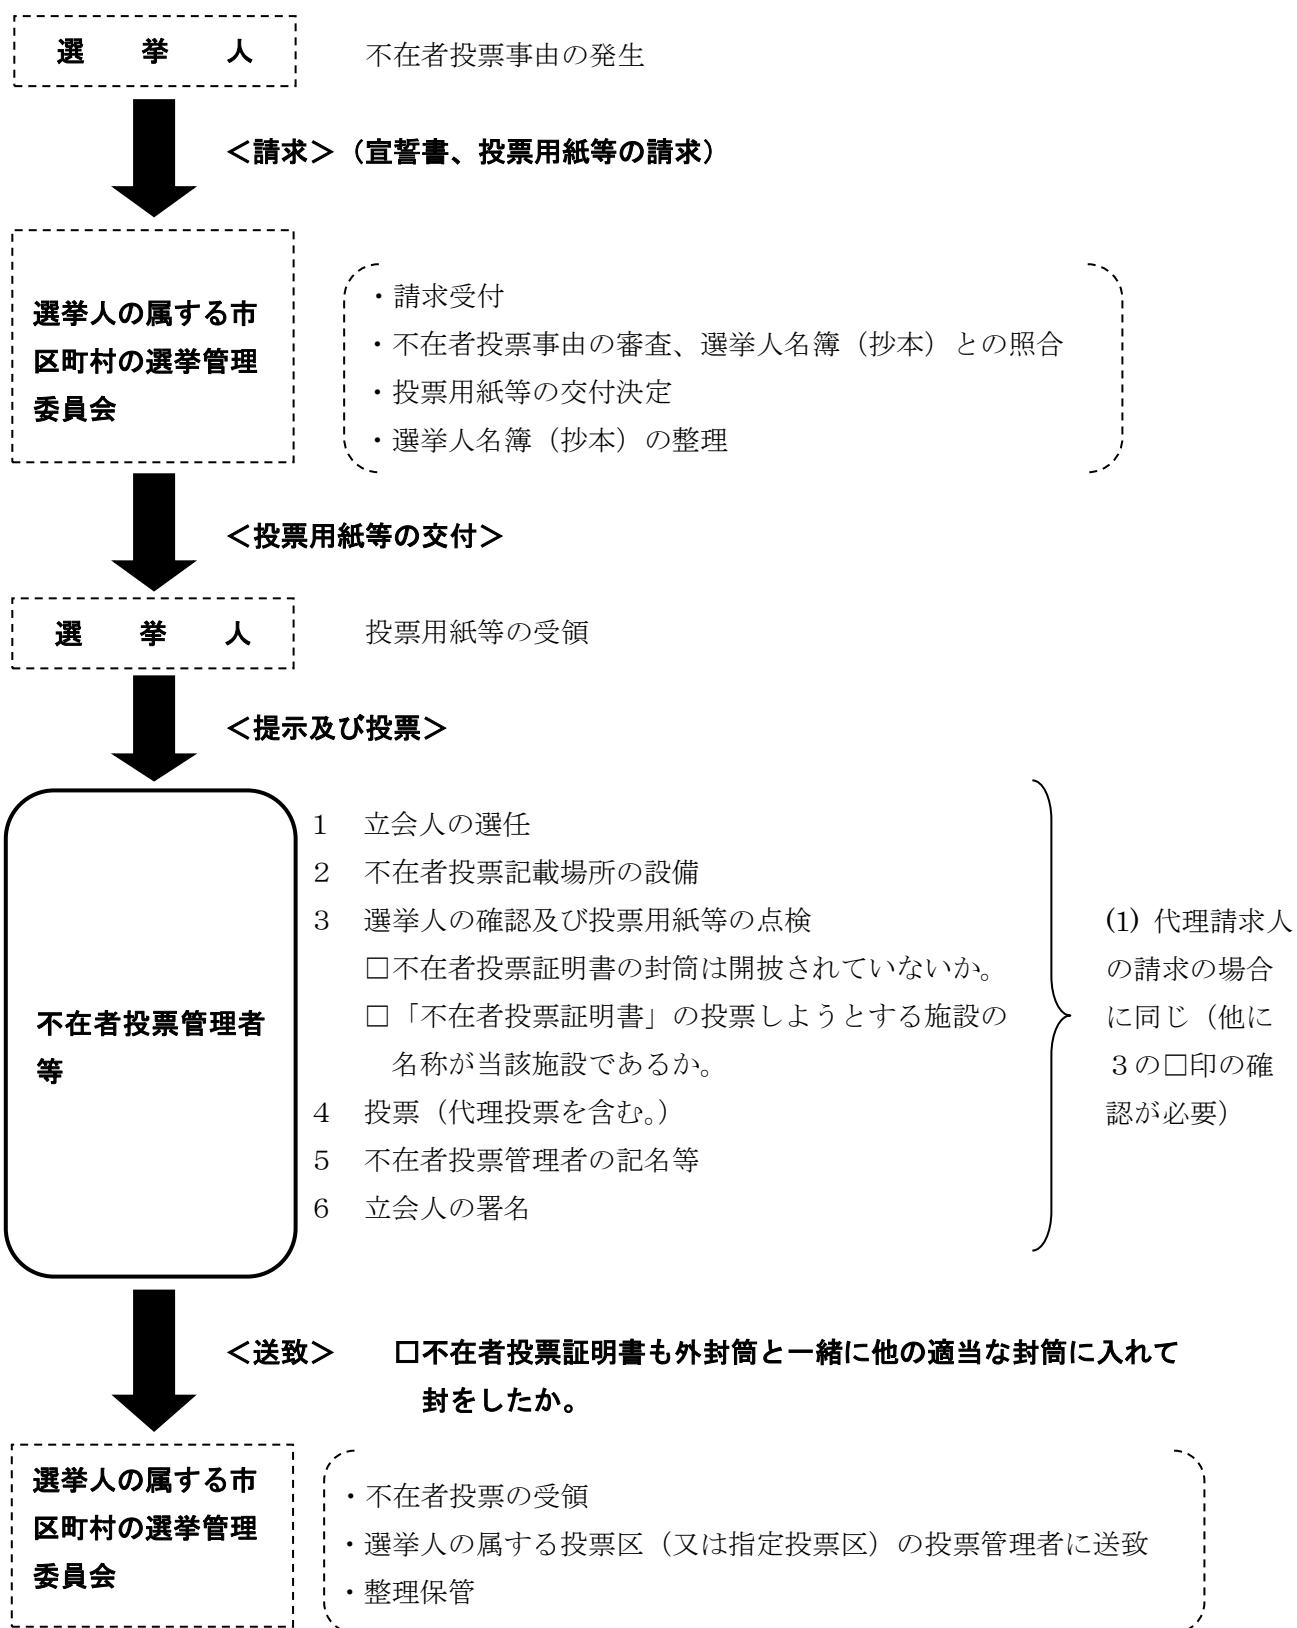 選　挙　人　　不在者投票事由の発生
＜請求＞（宣誓書、投票用紙等の請求）
選挙人の属する市
区町村の選挙管理
委員会
・請求受付
・不在者投票事由の審査、選挙人名簿（抄本）との照合
・投票用紙等の交付決定
・選挙人名簿（抄本）の整理
＜投票用紙等の交付＞
選　挙　人　　投票用紙等の受領
＜提示及び投票＞
不在者投票管理者
等
１　立会人の選任
２　不在者投票記載場所の設備
３　選挙人の確認及び投票用紙等の点検
□不在者投票証明書の封筒は開披されていないか。
□「不在者投票証明書」の投票しようとする施設の
名称が当該施設であるか。
４　投票（代理投票を含む。）
５　不在者投票管理者の記名等
６　立会人の署名
(1) 代理請求人
の請求の場合
に同じ（他に
３の□印の確
認が必要）
＜送致＞　　□不在者投票証明書も外封筒と一緒に他の適当な封筒に入れて
封をしたか。
選挙人の属する市
区町村の選挙管理
委員会
・不在者投票の受領
・選挙人の属する投票区（又は指定投票区）の投票管理者に送致
・整理保管